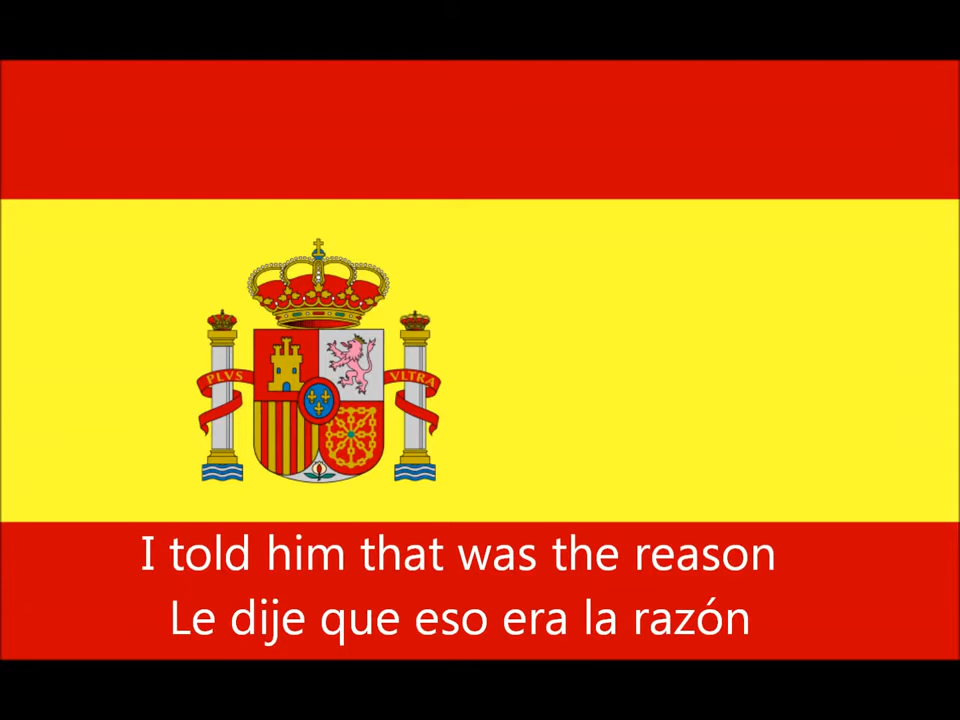 PLVS VLTRA
I told him that was the reason
Le dije que eso era la razón